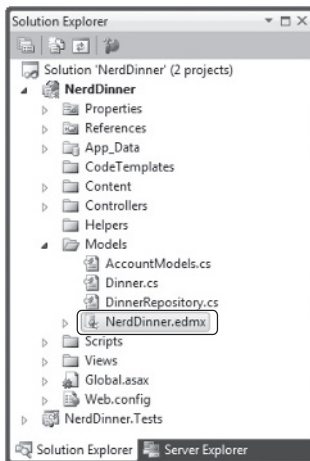 Solution Explorer
Solution 'NerdDinner' (2 projects)
NerdDinner
Properties
References
App_Data
CodeTemplates
Content
Controllers
Helpers
Models
AccountModels.cs
Dinner.cs
DinnerRepository.cs
NerdDinner.edmx
Scripts
Views
Global.asax
Web.config
NerdDinner.Tests
Solution Explorer Server Explorer